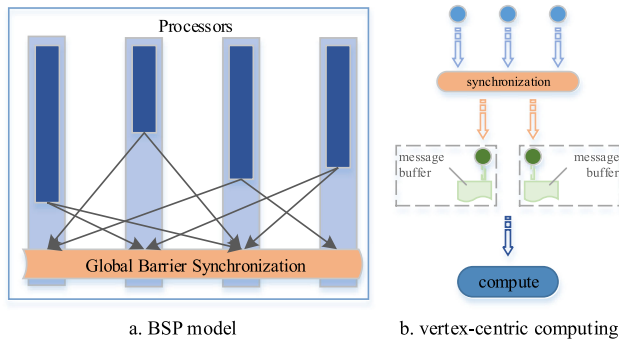 Processors
Global Barrier Synchronization
a. BSP model
synchronization
message
buffer
message
buffer
compute
b. vertex-centric computing